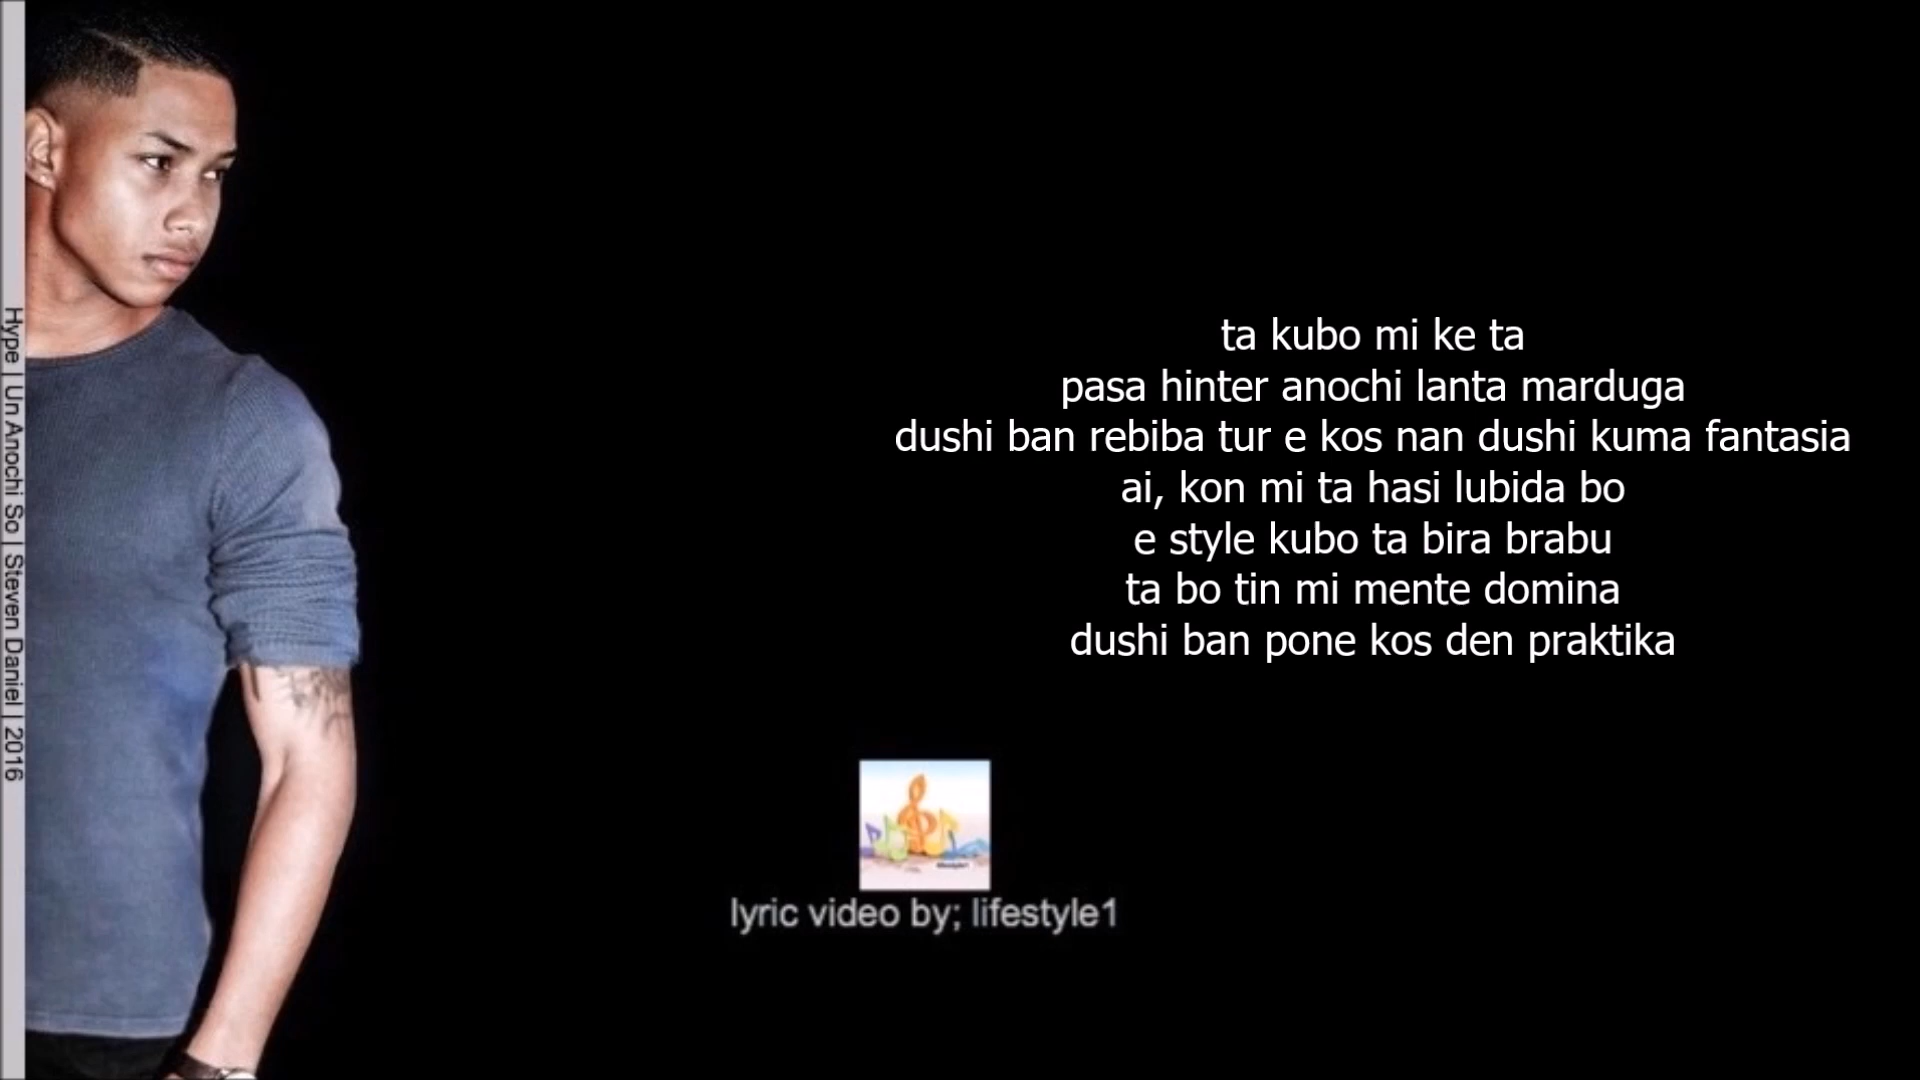 Hype | Un Anochi So | Steven Daniel | 2016
ta kubo mi ke ta
pasa hinter anochi lanta marduga
dushi ban rebiba tur e kos nan dushi kuma fantasia
ai, kon mi ta hasi lubida bo
e style kubo ta bira brabu
ta bo tin mi mente domina
dushi ban pone kos den praktika
lyric video by; lifestyle1